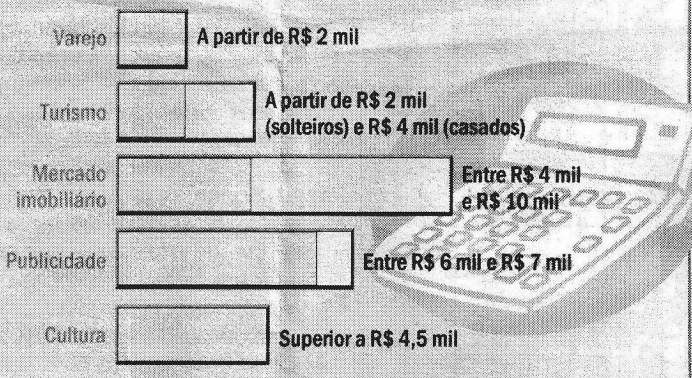 Varejo
A partir de R$ 2 mil
Turismo
A partir de R$ 2 mil
(solteiros) e R$ 4 mil (casados)
Mercado
imobiliário
Entre R$ 4 mil
e R$ 10 mil
Publicidade
Entre R$ 6 mil e R$ 7 mil
Cultura
Superior a R$ 4,5 mil